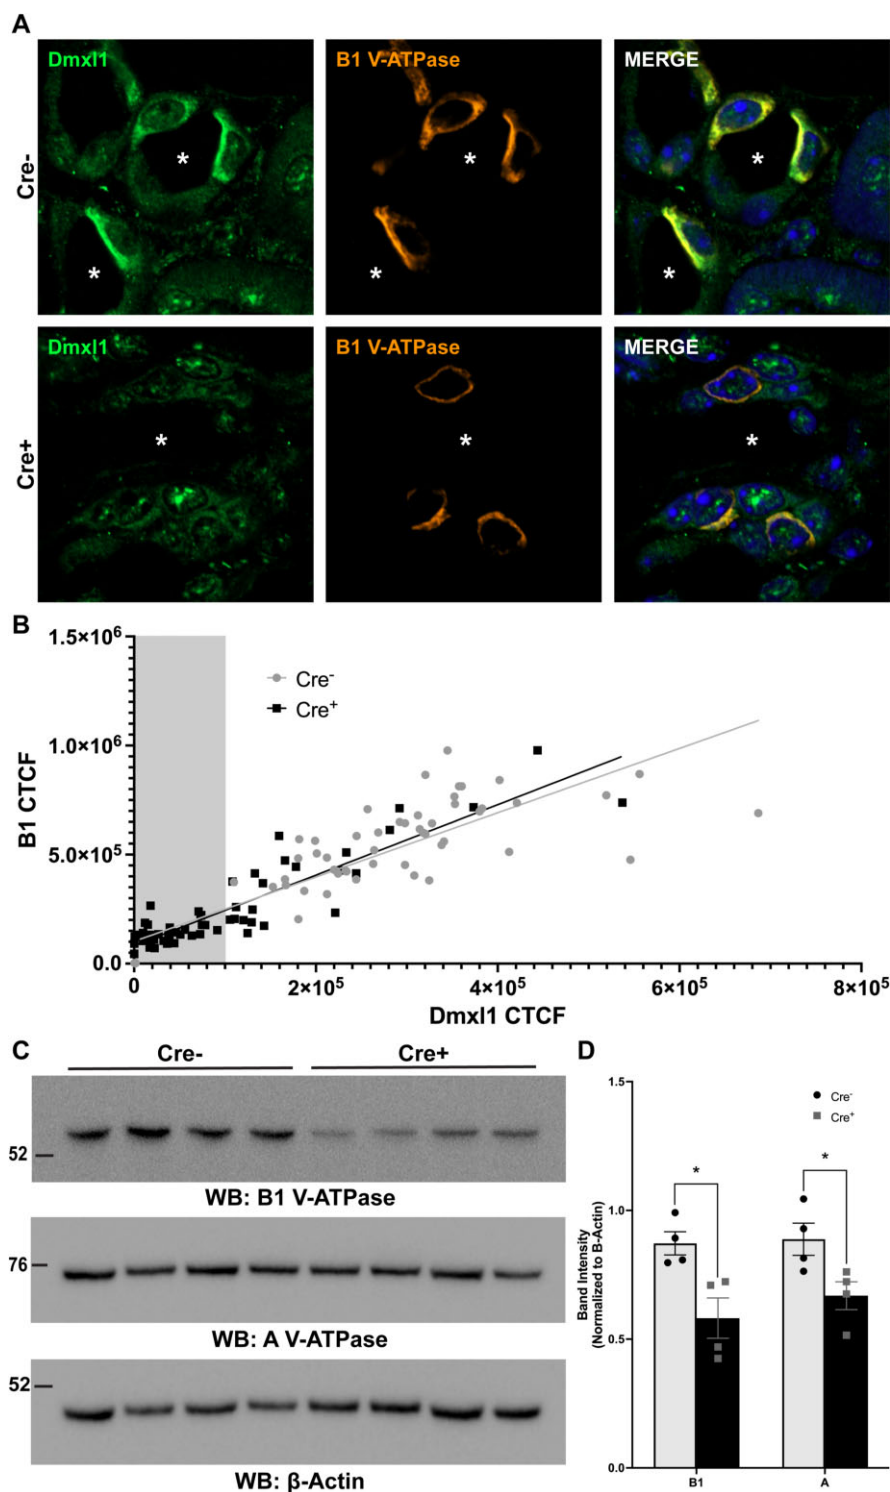 A
Dmxl1 B1 V-ATPase MERGE
Cre-
* * *
* * *
Dmxl1 B1 V-ATPase MERGE
Cre+
* * *
B
1.5×10⁶
1.0×10⁶
5.0×10⁵
0.0
B1 CTCF
Cre⁻
Cre⁺
0 2×10⁵ 4×10⁵ 6×10⁵ 8×10⁵
Dmxl1 CTCF
C
Cre- Cre+
52
WB: B1 V-ATPase
76
WB: A V-ATPase
52
WB: β-Actin
D
Band Intensity
(Normalized to B-Actin)
1.5
1.0
0.5
0.0
Cre⁻
Cre⁺
* *
B1 A